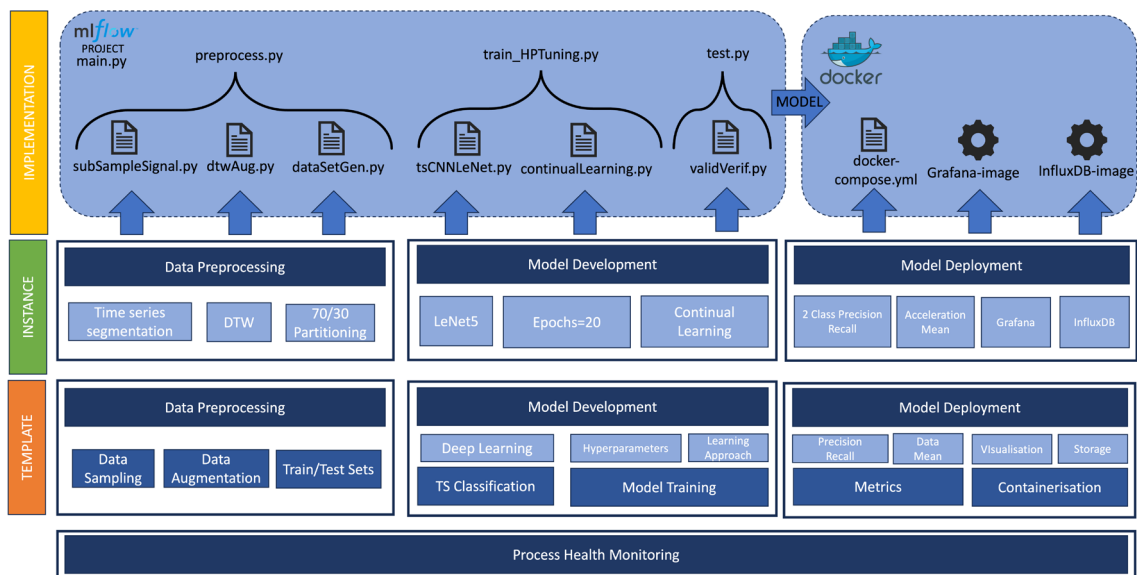 IMPLEMENTATION
mlflow
PROJECT
main.py
preprocess.py
train_HPTuning.py
test.py
subSampleSignal.py
dtwAug.py
dataSetGen.py
tsCNNLeNet.py
continualLearning.py
validVerif.py
MODEL
docker
docker-
compose.yml
Grafana-image
InfluxDB-image
INSTANCE
Data Preprocessing
Time series
segmentation
DTW
70/30
Partitioning
Model Development
LeNet5
Epochs=20
Continual
Learning
Model Deployment
2 Class Precision
Recall
Acceleration
Mean
Grafana
InfluxDB
TEMPLATE
Data Preprocessing
Data
Sampling
Data
Augmentation
Train/Test Sets
Model Development
Deep Learning
Hyperparameters
Learning
Approach
TS Classification
Model Training
Model Deployment
Precision
Recall
Data
Mean
VIsualisation
Storage
Metrics
Containerisation
Process Health Monitoring